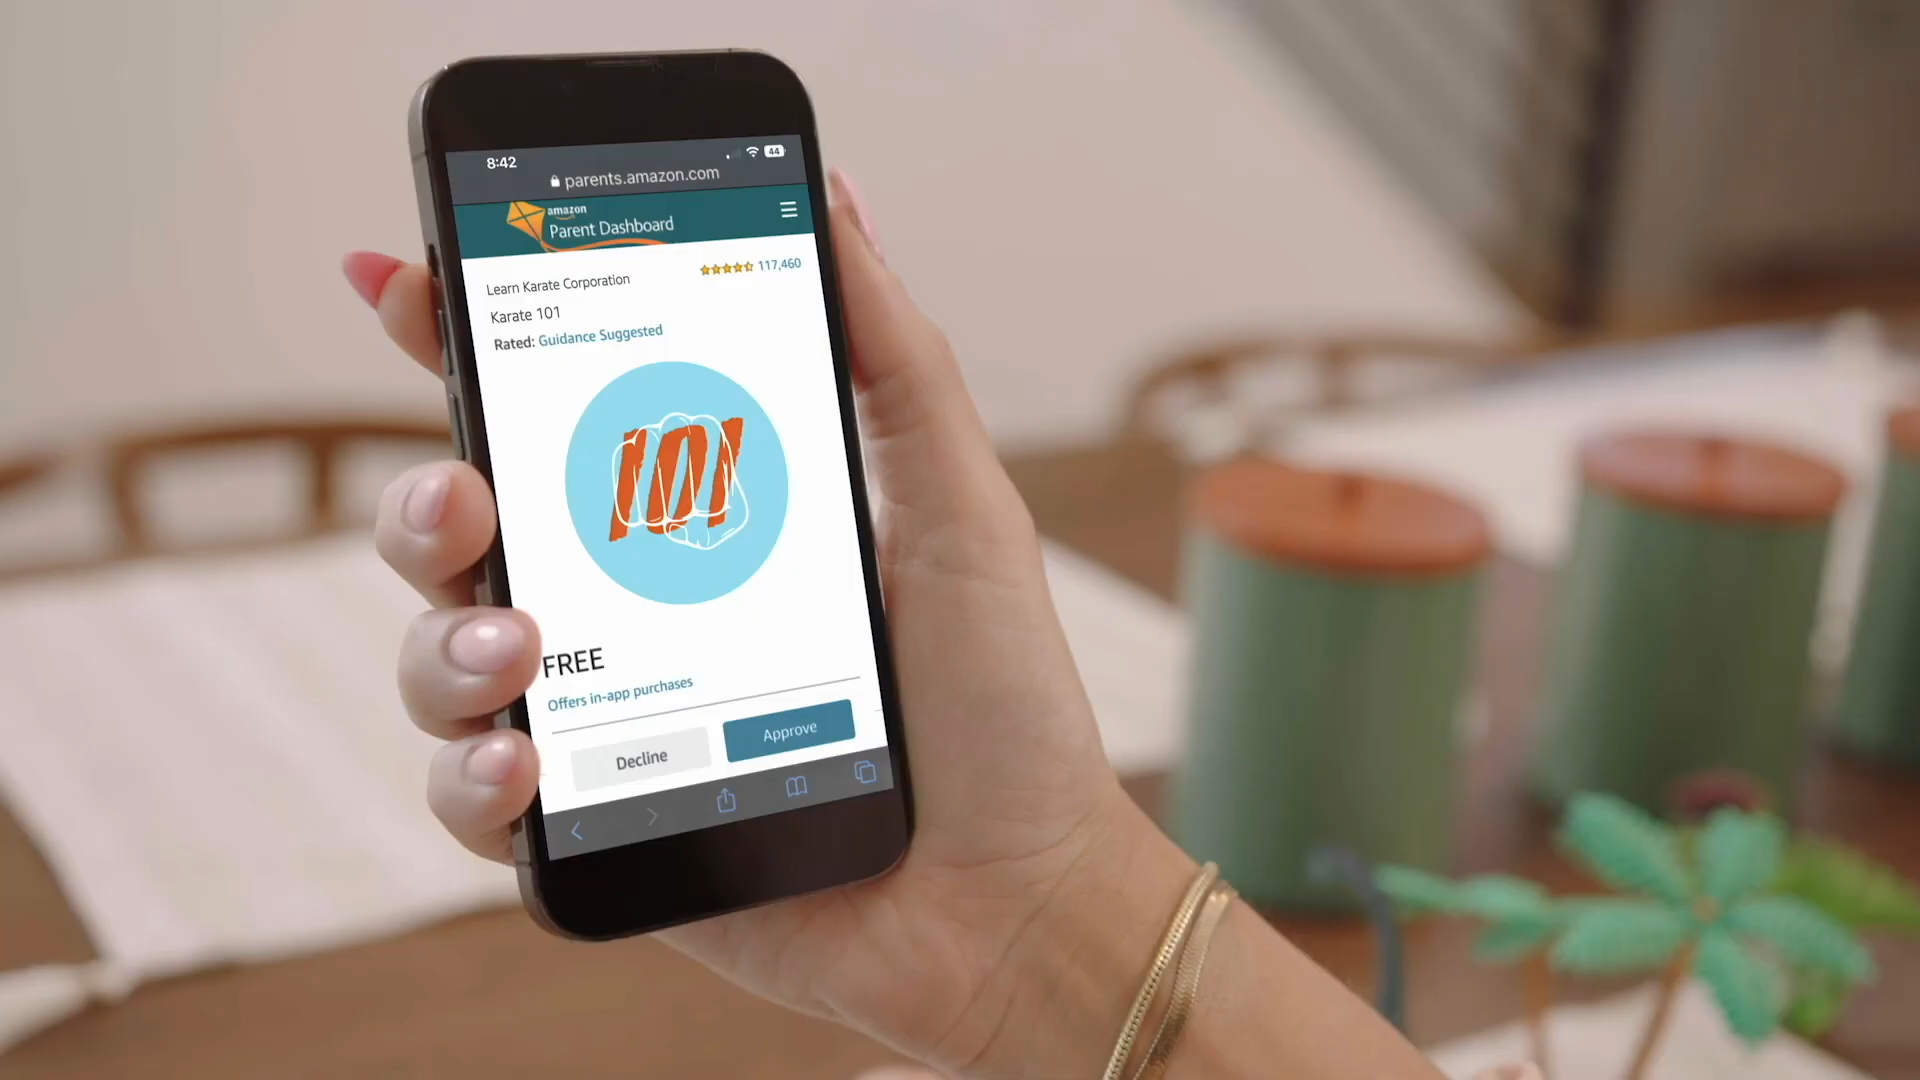 8:42
44
parents.amazon.com
amazon
Parent Dashboard
Learn Karate Corporation
117,460
Karate 101
Rated: Guidance Suggested
101
FREE
Offers in-app purchases
Decline
Approve